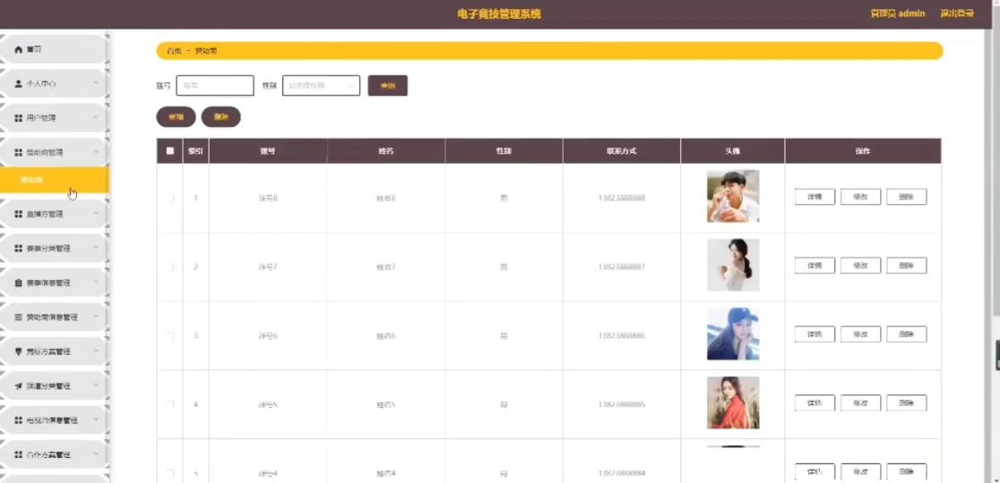 电子竞技管理系统
管理员 admin
退出登录
首页
个人中心
用户管理
赞助商管理
赞助商
直播方管理
赛事分类管理
赛事信息管理
赞助商信息管理
竞标方案管理
频道分类管理
电视台信息管理
合作方案管理
首页 - 赞助商
账号 账号 性别 请选择性别 查询
新增 删除
索引 账号 姓名 性别 联系方式 头像 操作
1 账号8 姓名8 男 13823888888 详情 修改 删除
2 账号7 姓名7 男 13823888887 详情 修改 删除
3 账号6 姓名6 男 13823888886 详情 修改 删除
4 账号5 姓名5 男 13823888885 详情 修改 删除
5 账号4 姓名4 男 13823888884 详情 修改 删除